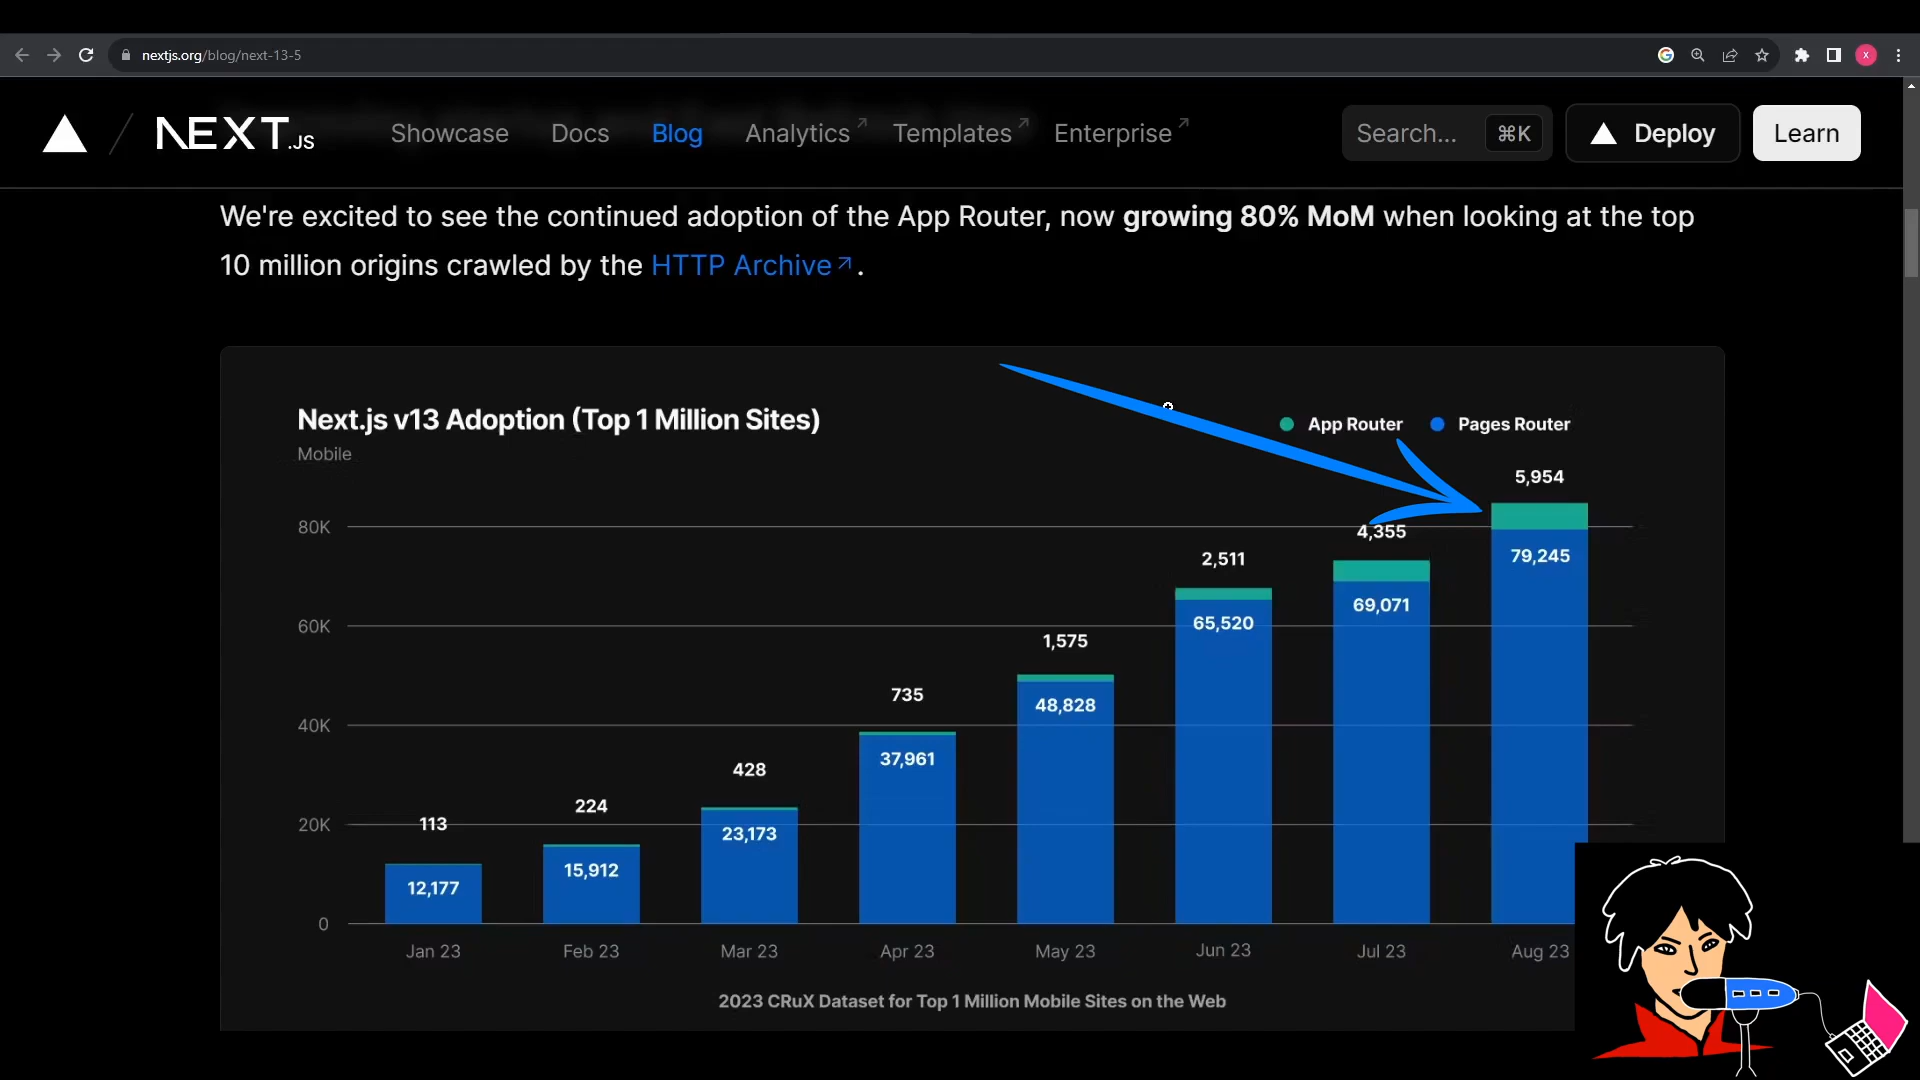 nextjs.org/blog/next-13-5
NEXT.JS Showcase Docs Blog Analytics Templates Enterprise Search... ⌘K Deploy Learn
We're excited to see the continued adoption of the App Router, now growing 80% MoM when looking at the top
10 million origins crawled by the HTTP Archive.
Next.js v13 Adoption (Top 1 Million Sites)
Mobile
App Router Pages Router
5,954
80K
4,355
79,245
2,511
69,071
60K
65,520
1,575
735
48,828
40K
37,961
428
224
113
20K
23,173
15,912
12,177
0
Jan 23 Feb 23 Mar 23 Apr 23 May 23 Jun 23 Jul 23 Aug 23
2023 CRuX Dataset for Top 1 Million Mobile Sites on the Web